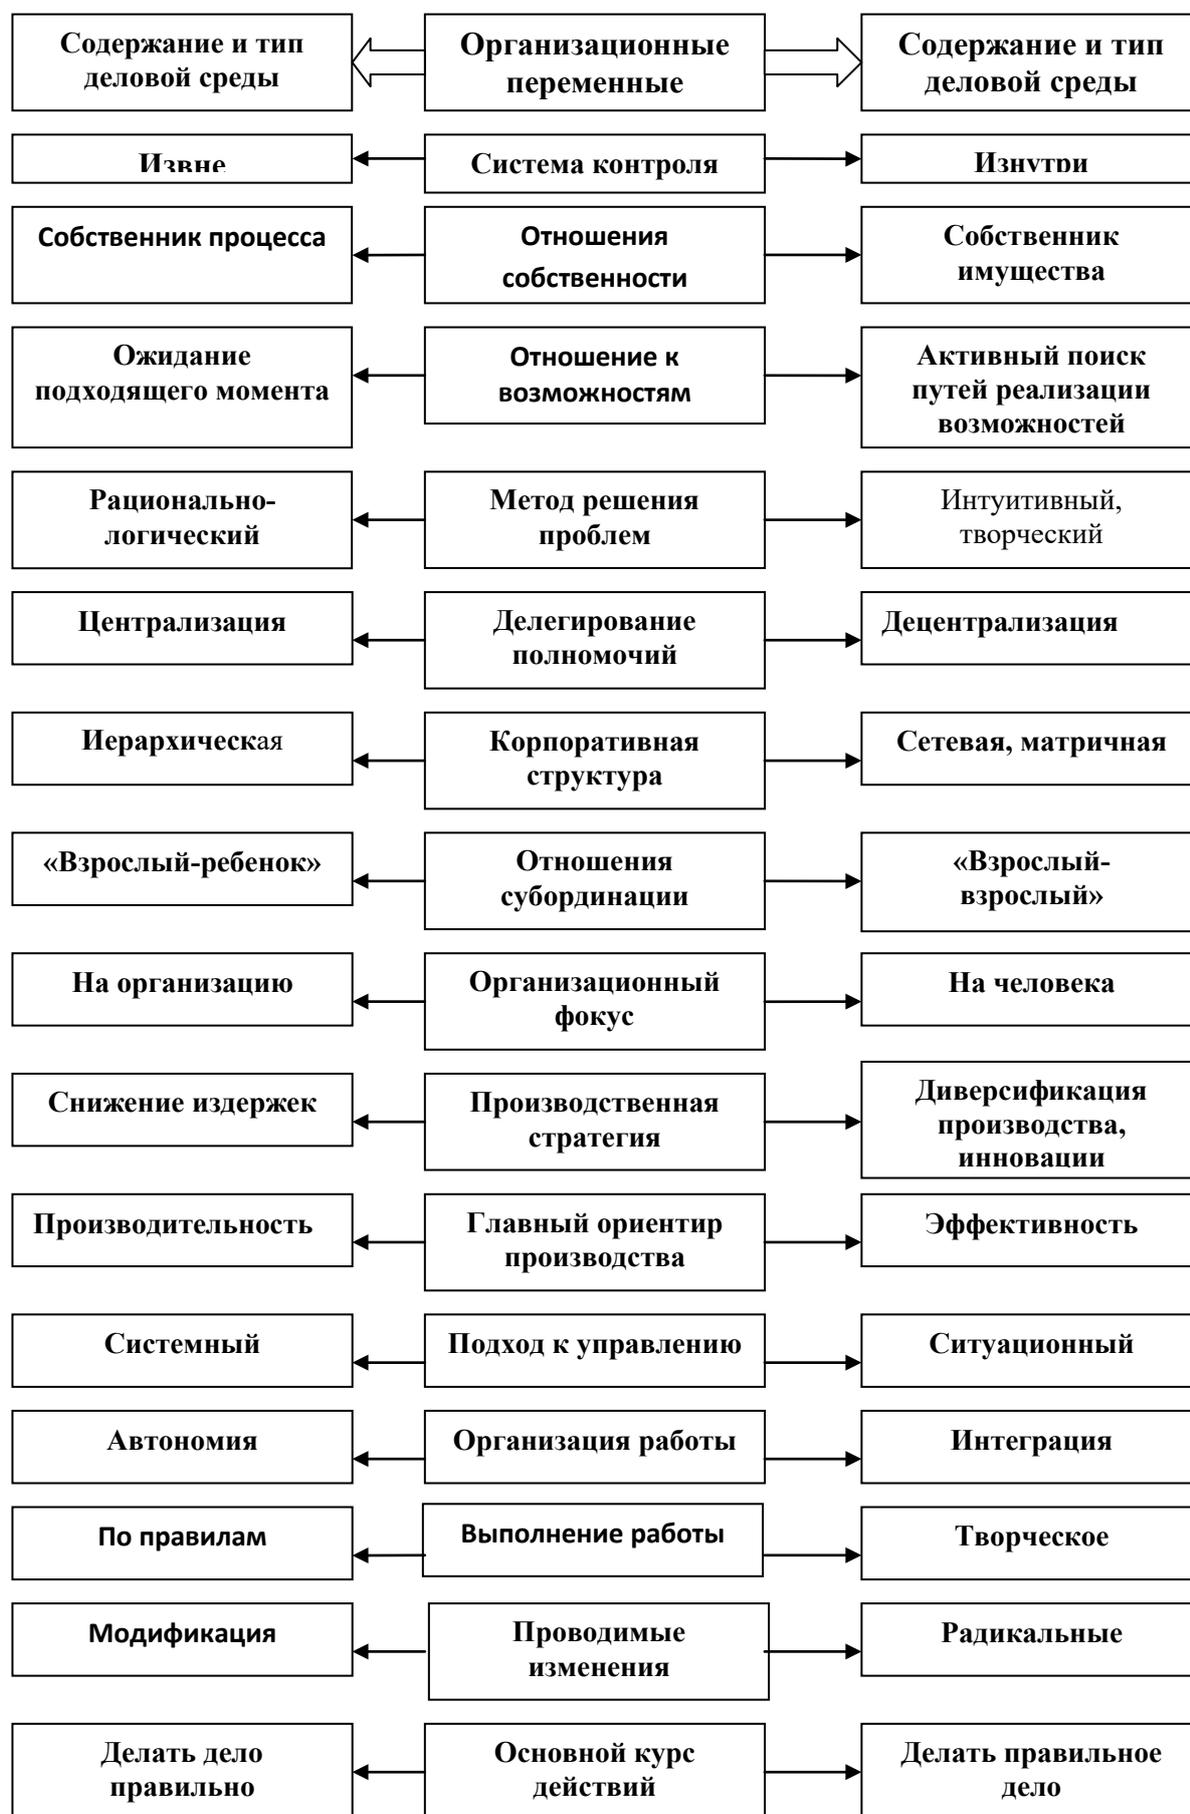 Содержание и тип
деловой среды
Организационные
переменные
Содержание и тип
деловой среды
Извне
Система контроля
Изнутри
Собственник процесса
Отношения
собственности
Собственник
имущества
Ожидание
подходящего момента
Отношение к
возможностям
Активный поиск
путей реализации
возможностей
Рационально-
логический
Метод решения
проблем
Интуитивный,
творческий
Централизация
Делегирование
полномочий
Децентрализация
Иерархическая
Корпоративная
структура
Сетевая, матричная
«Взрослый-ребенок»
Отношения
субординации
«Взрослый-
взрослый»
На организацию
Организационный
фокус
На человека
Снижение издержек
Производственная
стратегия
Диверсификация
производства,
инновации
Производительность
Главный ориентир
производства
Эффективность
Системный
Подход к управлению
Ситуационный
Автономия
Организация работы
Интеграция
По правилам
Выполнение работы
Творческое
Модификация
Проводимые
изменения
Радикальные
Делать дело
правильно
Основной курс
действий
Делать правильное
дело